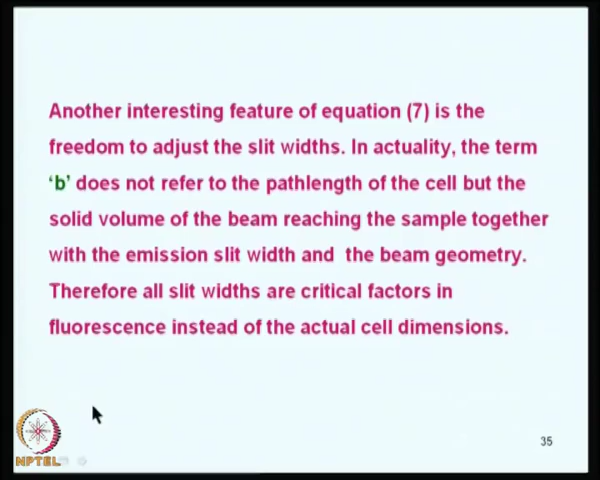 Another interesting feature of equation (7) is the
freedom to adjust the slit widths. In actuality, the term
‘b’ does not refer to the pathlength of the cell but the
solid volume of the beam reaching the sample together
with the emission slit width and the beam geometry.
Therefore all slit widths are critical factors in
fluorescence instead of the actual cell dimensions.
35
NPTEL